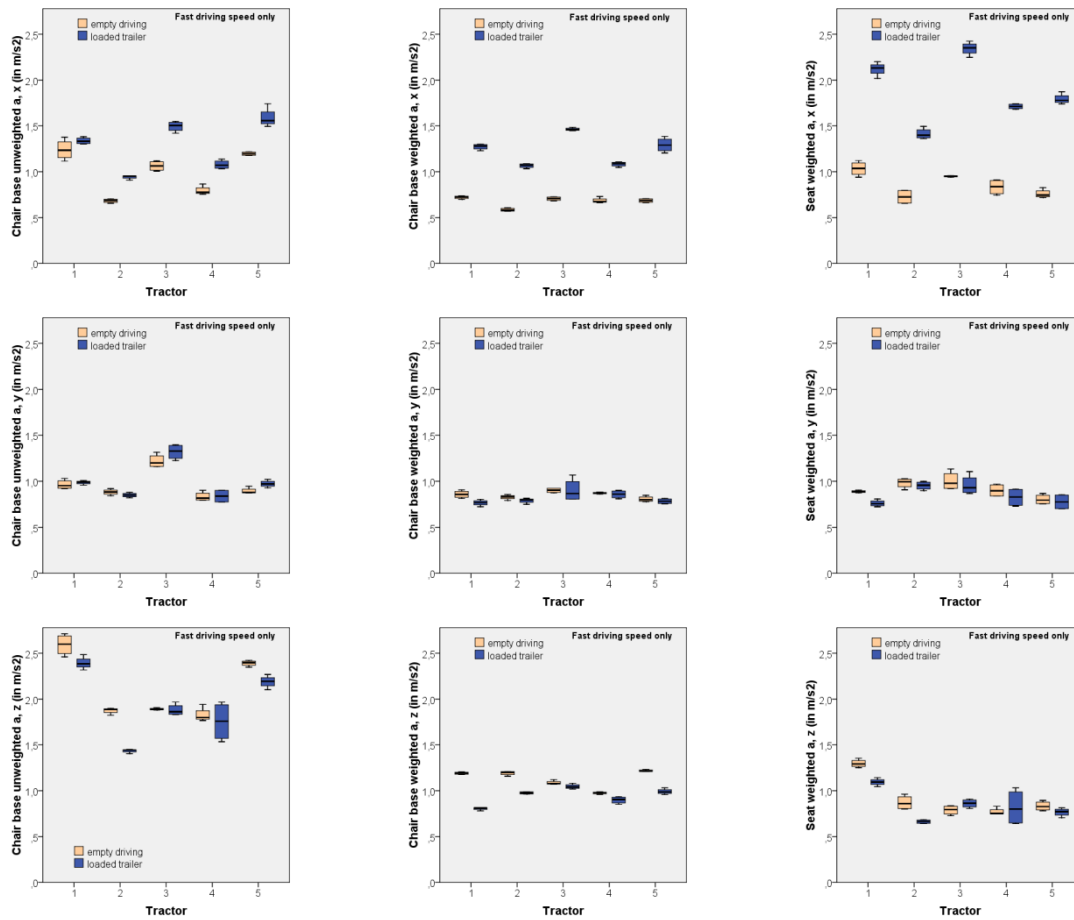 Fast driving speed only
empty driving
loaded trailer
Chair base unweighted a, x (in m/s2)
2,5
2,0
1,5
1,0
,5
,0
1 2 3 4 5
Tractor
Fast driving speed only
empty driving
loaded trailer
Chair base weighted a, x (in m/s2)
2,5
2,0
1,5
1,0
,5
,0
1 2 3 4 5
Tractor
Fast driving speed only
empty driving
loaded trailer
Seat weighted a, x (in m/s2)
2,5
2,0
1,5
1,0
,5
,0
1 2 3 4 5
Tractor
Fast driving speed only
empty driving
loaded trailer
Chair base unweighted a, y (in m/s2)
2,5
2,0
1,5
1,0
,5
,0
1 2 3 4 5
Tractor
Fast driving speed only
empty driving
loaded trailer
Chair base weighted a, y (in m/s2)
2,5
2,0
1,5
1,0
,5
,0
1 2 3 4 5
Tractor
Fast driving speed only
empty driving
loaded trailer
Seat weighted a, y (in m/s2)
2,5
2,0
1,5
1,0
,5
,0
1 2 3 4 5
Tractor
Fast driving speed only
Chair base unweighted a, z (in m/s2)
2,5
2,0
1,5
1,0
,5
,0
empty driving
loaded trailer
1 2 3 4 5
Tractor
Fast driving speed only
empty driving
loaded trailer
Chair base weighted a, z (in m/s2)
2,5
2,0
1,5
1,0
,5
,0
1 2 3 4 5
Tractor
Fast driving speed only
empty driving
loaded trailer
Seat weighted a, z (in m/s2)
2,5
2,0
1,5
1,0
,5
,0
1 2 3 4 5
Tractor